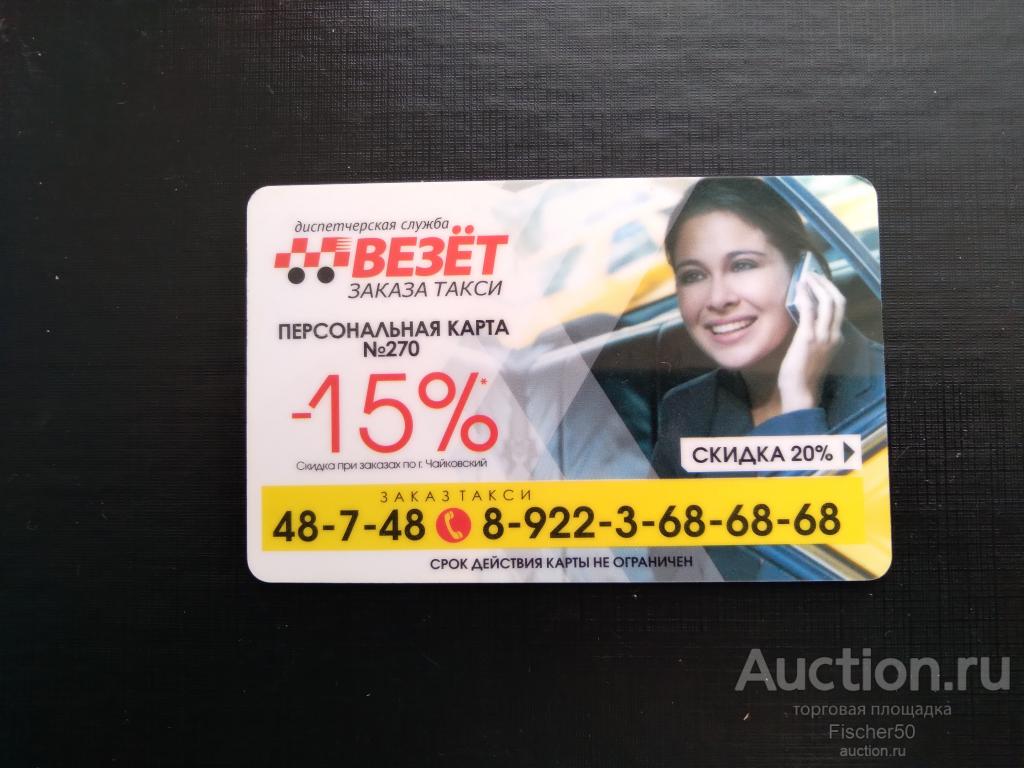 диспетчерская служба
ВЕЗЁТ
ЗАКАЗА ТАКСИ
ПЕРСОНАЛЬНАЯ КАРТА
№270
-15%*
Скидка при заказах по г. Чайковский
СКИДКА 20%
ЗАКАЗ ТАКСИ
48-7-48 8-922-3-68-68-68
СРОК ДЕЙСТВИЯ КАРТЫ НЕ ОГРАНИЧЕН
Auction.ru
торговая площадка
Fischer50
auction.ru